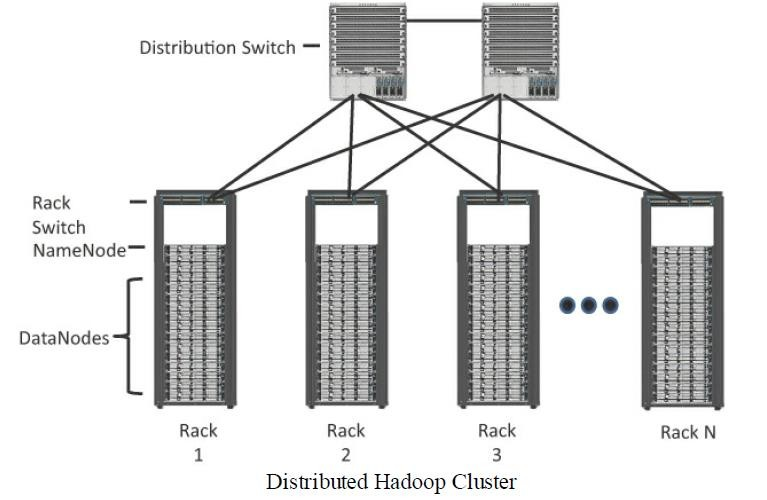 Distribution Switch
Rack
Switch
NameNode
DataNodes
Rack
1
Rack
2
Rack
3
Rack N
Distributed Hadoop Cluster